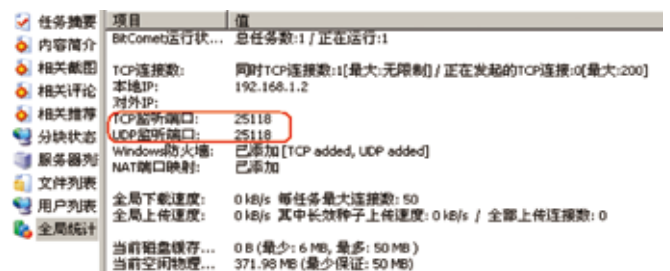 任务摘要
内容简介
相关截图
相关评论
相关推荐
分块状态
服务器列
文件列表
用户列表
全局统计
项目 值
BitComet运行状... 总任务数:1 / 正在运行:1
TCP连接数: 同时TCP连接数:1[最大:无限制] / 正在发起的TCP连接:0[最大:200]
本地IP: 192.168.1.2
对外IP:
TCP监听端口: 25118
UDP监听端口: 25118
Windows防火墙: 已添加 [TCP added, UDP added]
NAT端口映射: 已添加
全局下载速度: 0 kB/s 每任务最大连接数: 50
全局上传速度: 0 kB/s 其中长效种子上传速度: 0 kB/s / 全部上传连接数: 0
当前磁盘缓存... 0 B (最少: 6 MB, 最多: 50 MB)
当前空闲物理... 371.98 MB (最少保证: 50 MB)